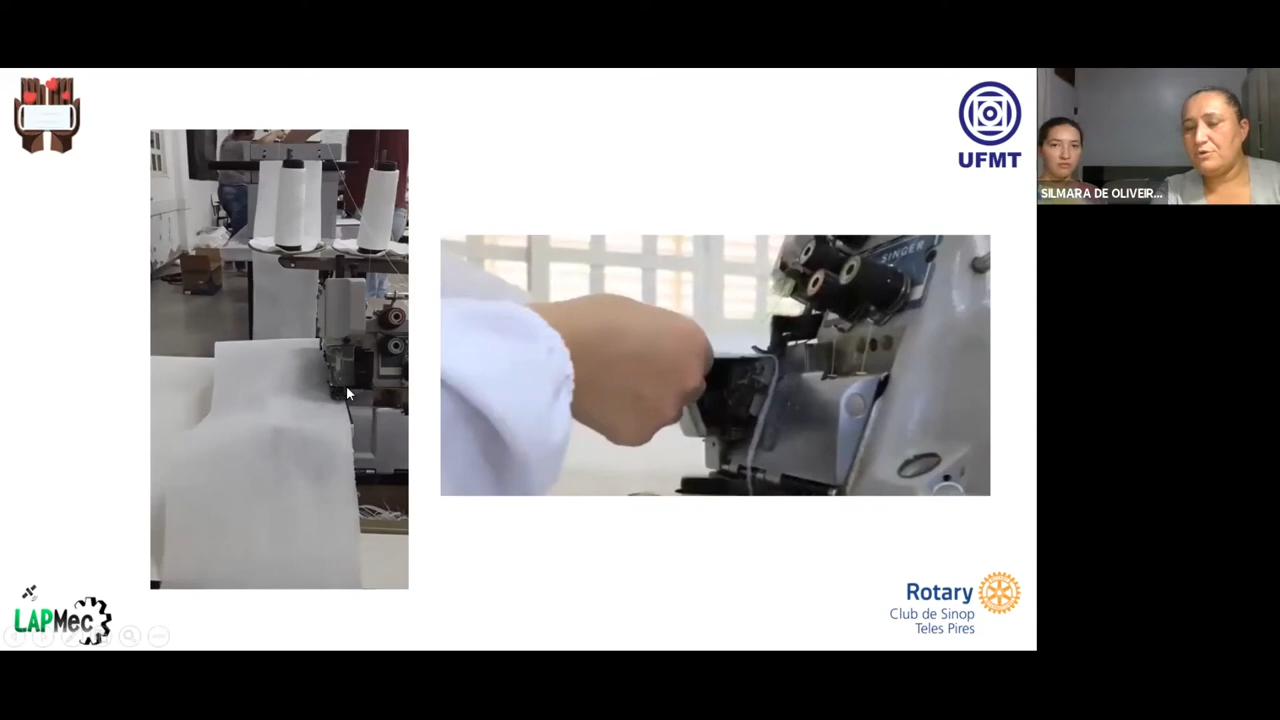 UFMT
SILMARA DE OLIVEIR...
SINGER
LAPMec
Rotary
Club de Sinop
Teles Pires